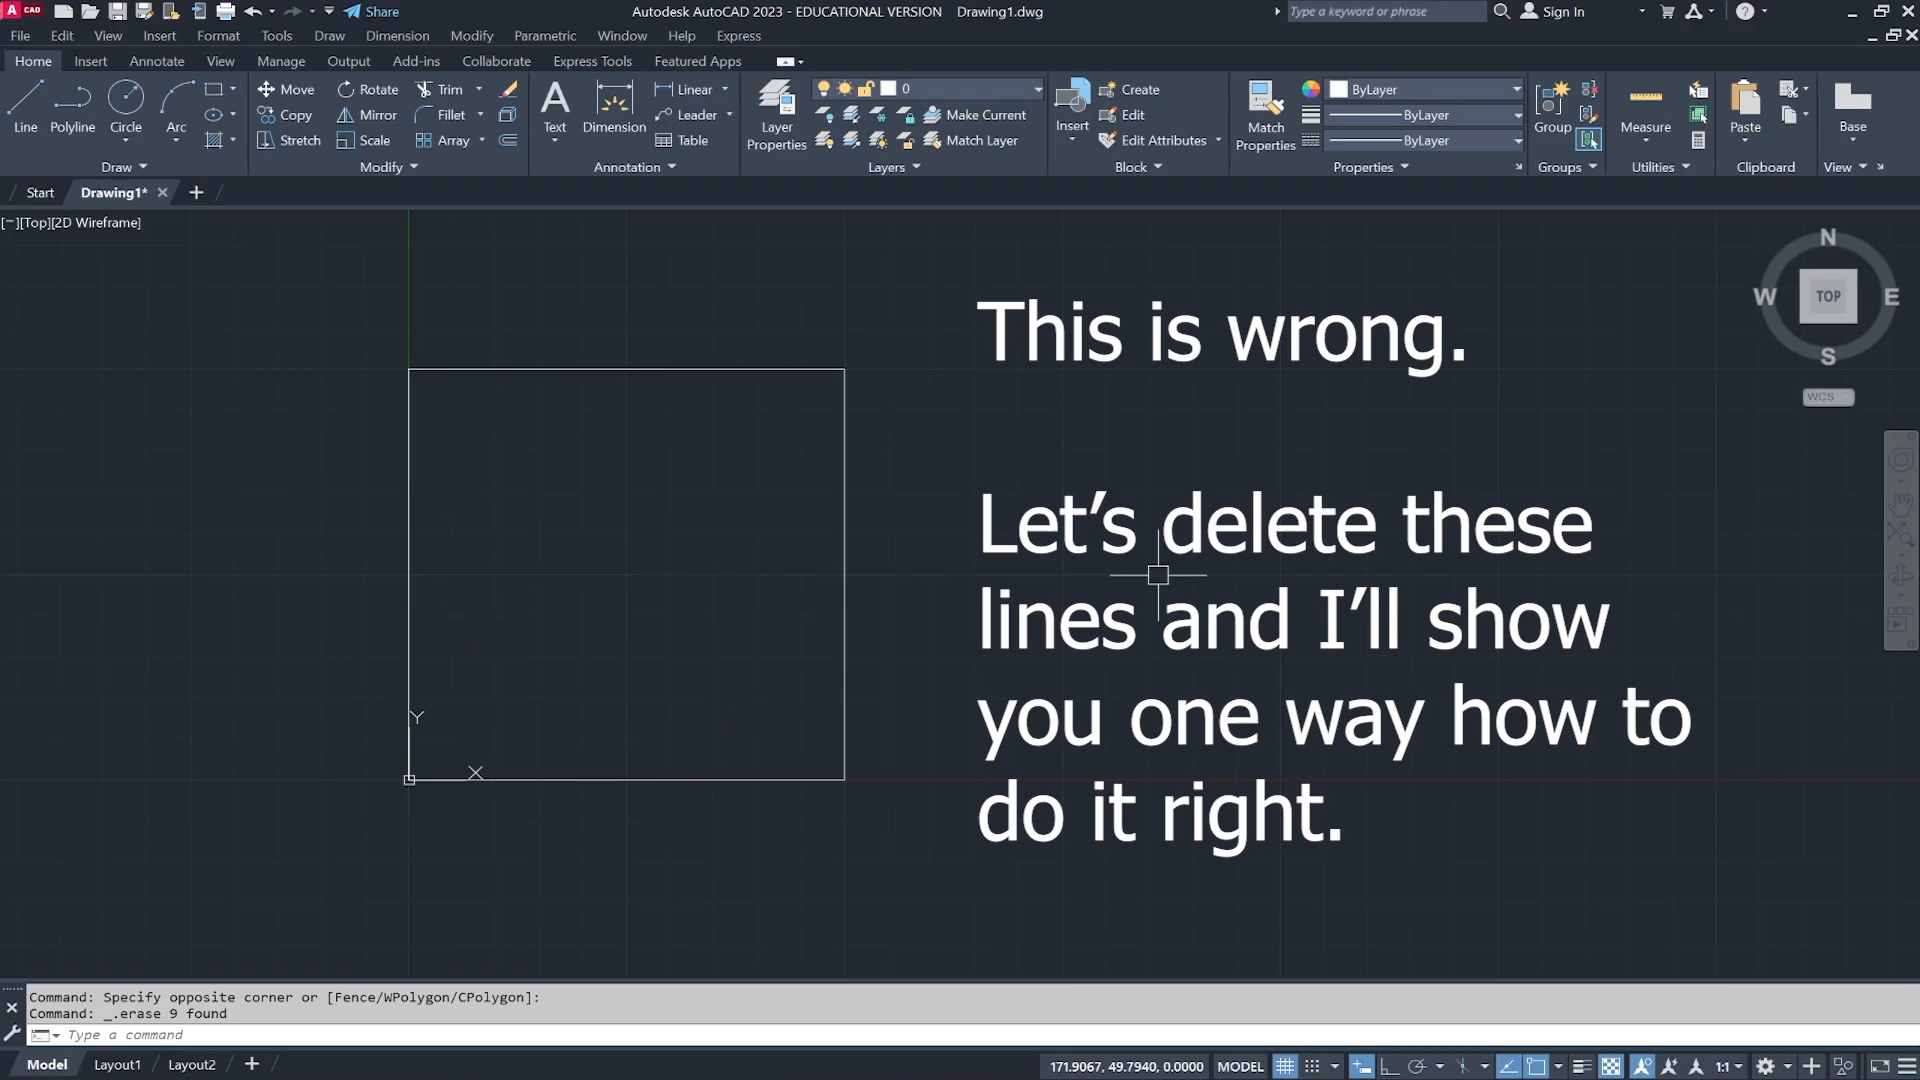 A CAD
Share
Autodesk AutoCAD 2023 - EDUCATIONAL VERSION Drawing1.dwg
Type a keyword or phrase
Sign In
File Edit View Insert Format Tools Draw Dimension Modify Parametric Window Help Express
Home Insert Annotate View Manage Output Add-ins Collaborate Express Tools Featured Apps
Line
Polyline
Circle
Arc
Draw
Move
Rotate
Trim
Copy
Mirror
Fillet
Stretch
Scale
Array
Modify
Text
Dimension
Linear
Leader
Table
Annotation
Layer
Properties
0
Make Current
Match Layer
Layers
Insert
Create
Edit
Edit Attributes
Block
Match
Properties
ByLayer
ByLayer
ByLayer
Properties
Group
Groups
Measure
Utilities
Paste
Clipboard
Base
View
Start
Drawing1*
[−][Top][2D Wireframe]
N
W
TOP
E
S
WCS
This is wrong.
Let’s delete these
lines and I’ll show
you one way how to
do it right.
Y
X
Command: Specify opposite corner or [Fence/WPolygon/CPolygon]:
Command: _.erase 9 found
Type a command
Model Layout1 Layout2
171.9067, 49.7940, 0.0000 MODEL
1:1